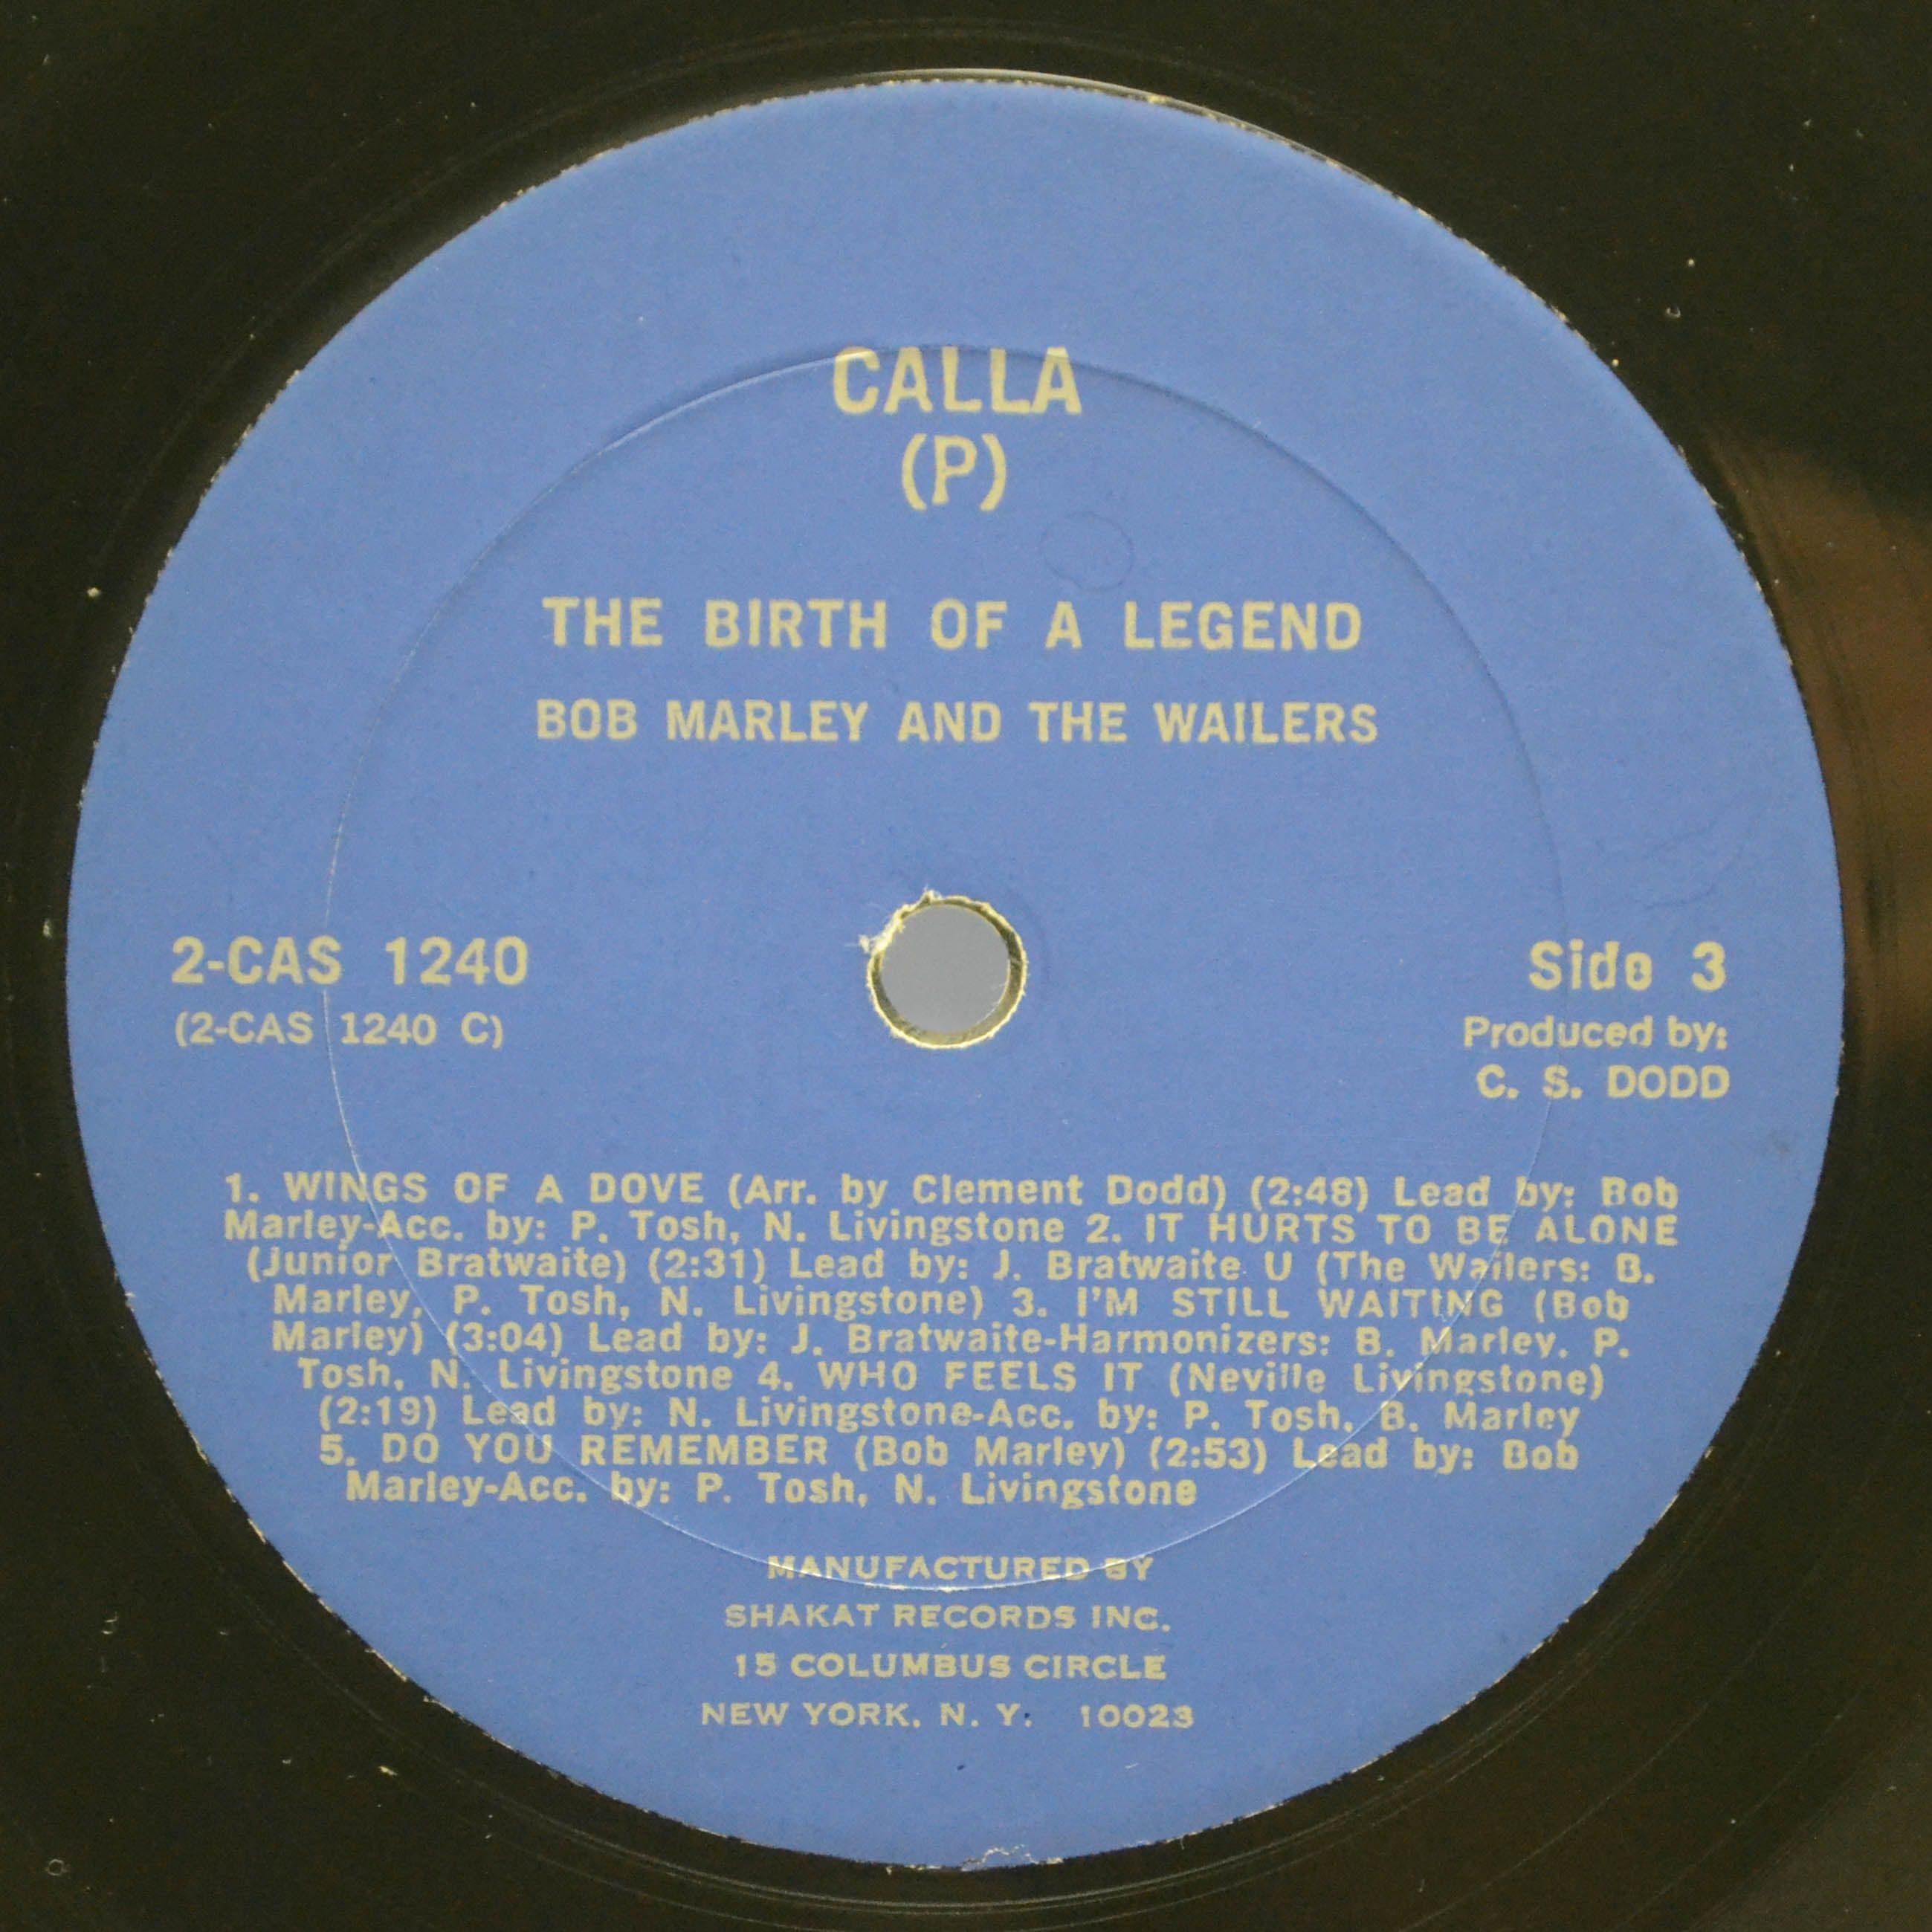 CALLA
(P)
THE BIRTH OF A LEGEND
BOB MARLEY AND THE WAILERS
2-CAS 1240
(2-CAS 1240 C)
Side 3
Produced by:
C. S. DODD
1. WINGS OF A DOVE (Arr. by Clement Dodd) (2:48) Lead by: Bob
Marley-Acc. by: P. Tosh, N. Livingstone 2. IT HURTS TO BE ALONE
(Junior Bratwaite) (2:31) Lead by: J. Bratwaite U (The Wailers: B.
Marley, P. Tosh, N. Livingstone) 3. I'M STILL WAITING (Bob
Marley) (3:04) Lead by: J. Bratwaite-Harmonizers: B. Marley, P.
Tosh, N. Livingstone 4. WHO FEELS IT (Neville Livingstone)
(2:19) Lead by: N. Livingstone-Acc. by: P. Tosh, B. Marley
5. DO YOU REMEMBER (Bob Marley) (2:53) Lead by: Bob
Marley-Acc. by: P. Tosh, N. Livingstone
MANUFACTURED BY
SHAKAT RECORDS INC.
15 COLUMBUS CIRCLE
NEW YORK, N. Y. 10023